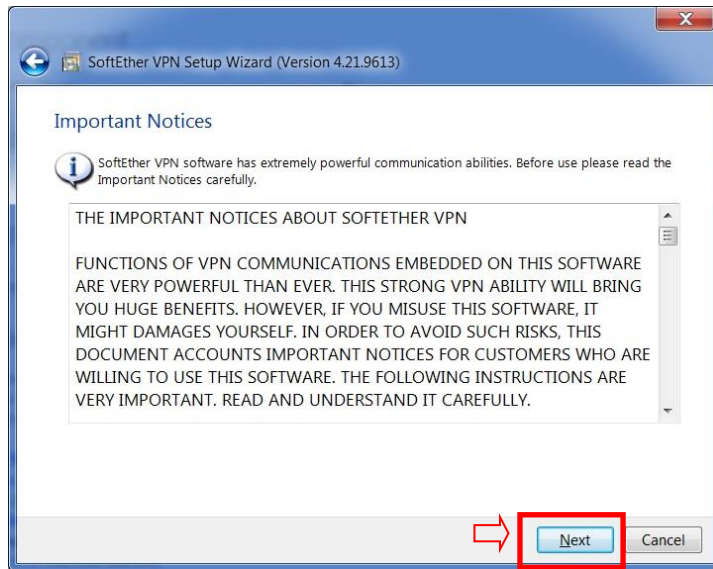 SoftEther VPN Setup Wizard (Version 4.21.9613)
Important Notices
SoftEther VPN software has extremely powerful communication abilities. Before use please read the
Important Notices carefully.
THE IMPORTANT NOTICES ABOUT SOFTETHER VPN
FUNCTIONS OF VPN COMMUNICATIONS EMBEDDED ON THIS SOFTWARE
ARE VERY POWERFUL THAN EVER. THIS STRONG VPN ABILITY WILL BRING
YOU HUGE BENEFITS. HOWEVER, IF YOU MISUSE THIS SOFTWARE, IT
MIGHT DAMAGES YOURSELF. IN ORDER TO AVOID SUCH RISKS, THIS
DOCUMENT ACCOUNTS IMPORTANT NOTICES FOR CUSTOMERS WHO ARE
WILLING TO USE THIS SOFTWARE. THE FOLLOWING INSTRUCTIONS ARE
VERY IMPORTANT. READ AND UNDERSTAND IT CAREFULLY.
Next
Cancel